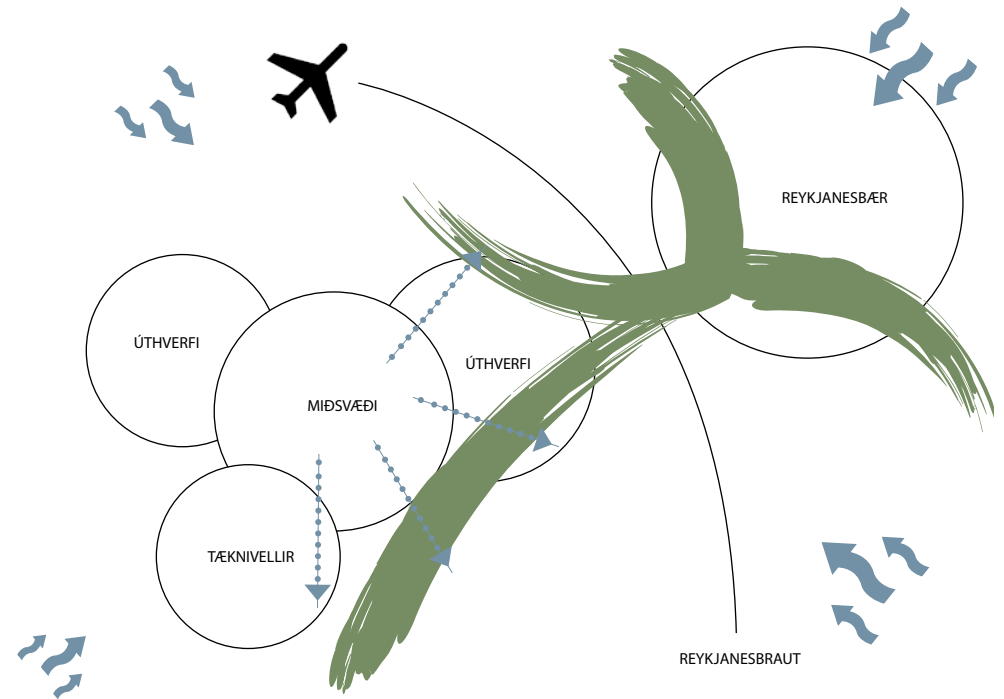 REYKJANESBÆR
ÚTHVERFI
ÚTHVERFI
MIÐSVÆÐI
TÆKNIVELLIR
REYKJANESBRAUT